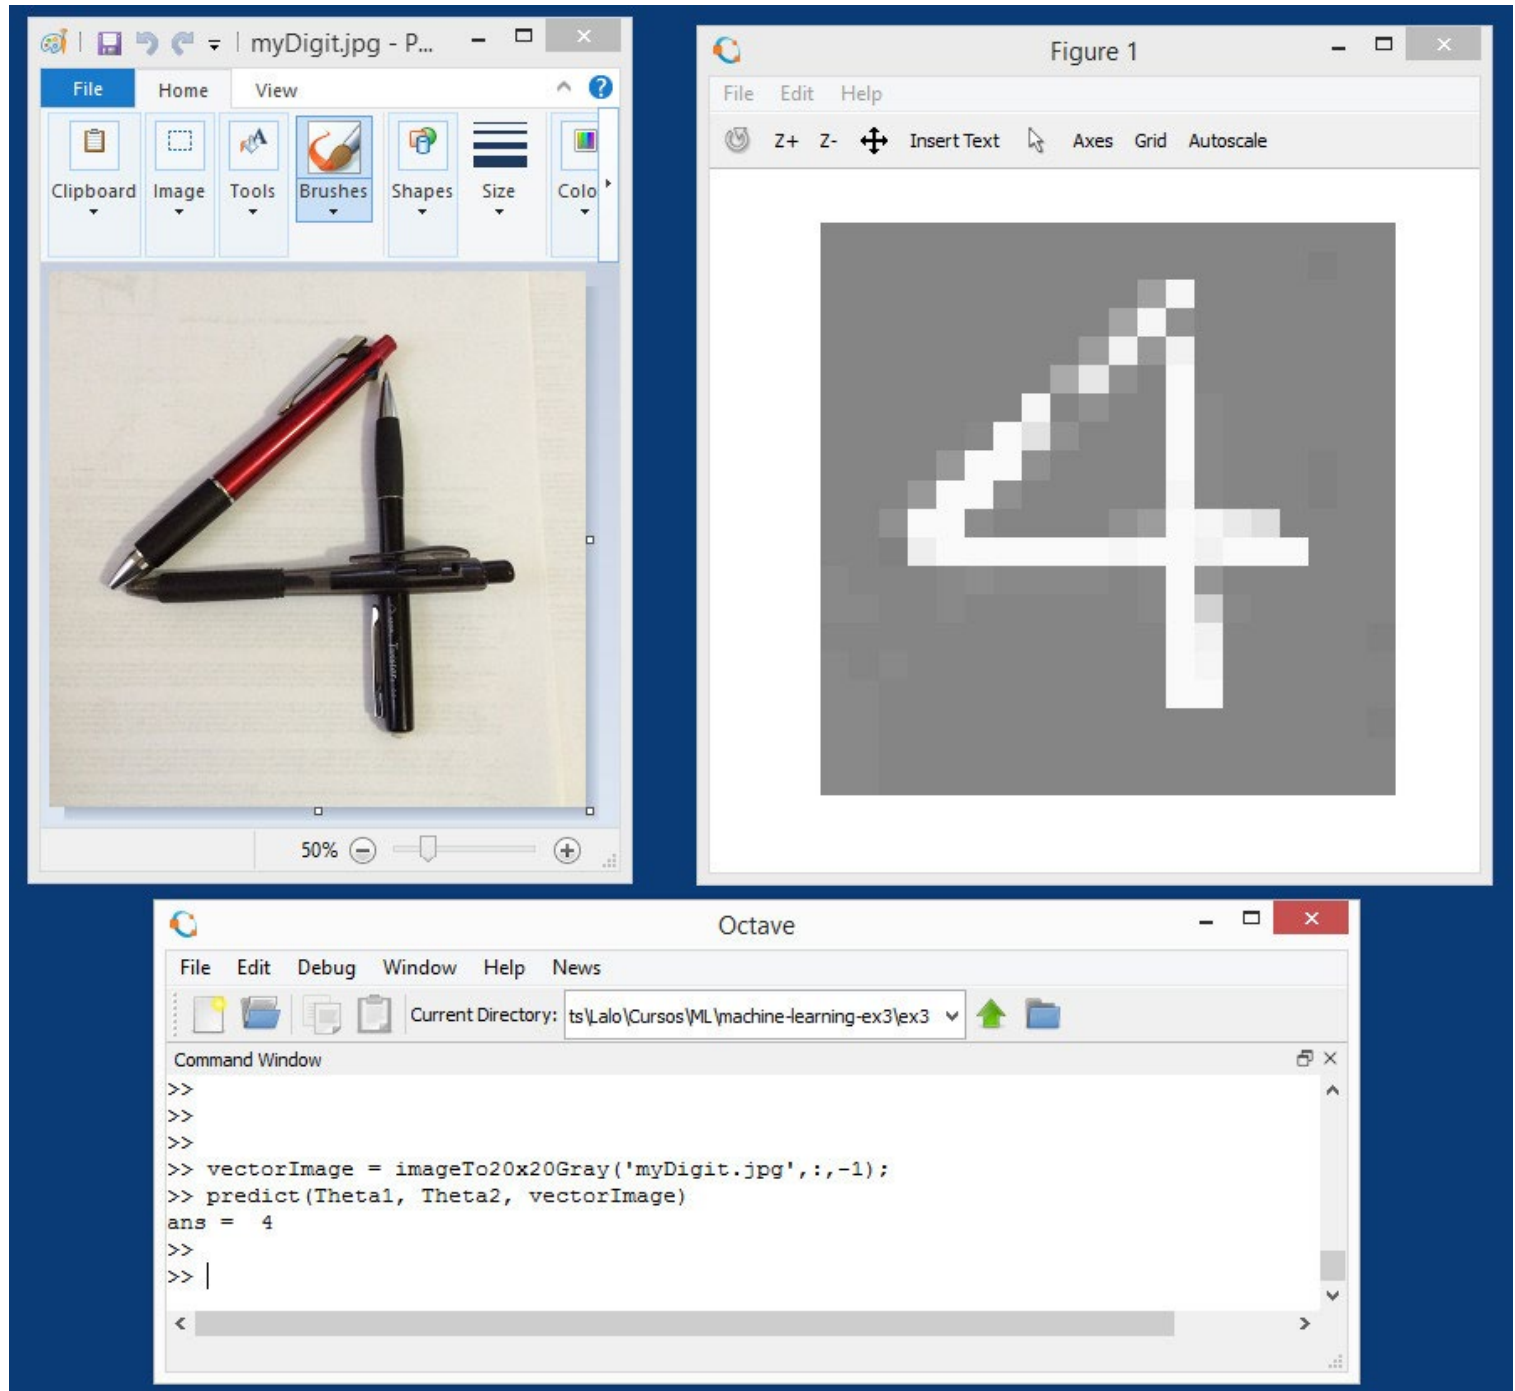 myDigit.jpg - P...
File Home View
Clipboard Image Tools Brushes Shapes Size Colo
50%
Figure 1
File Edit Help
Z+ Z- Insert Text Axes Grid Autoscale
Octave
File Edit Debug Window Help News
Current Directory: ts\Lalo\Cursos\ML\machine-learning-ex3\ex3
Command Window
>>
>>
>>
>> vectorImage = imageTo20x20Gray('myDigit.jpg',:,-1);
>> predict(Theta1, Theta2, vectorImage)
ans = 4
>>
>>